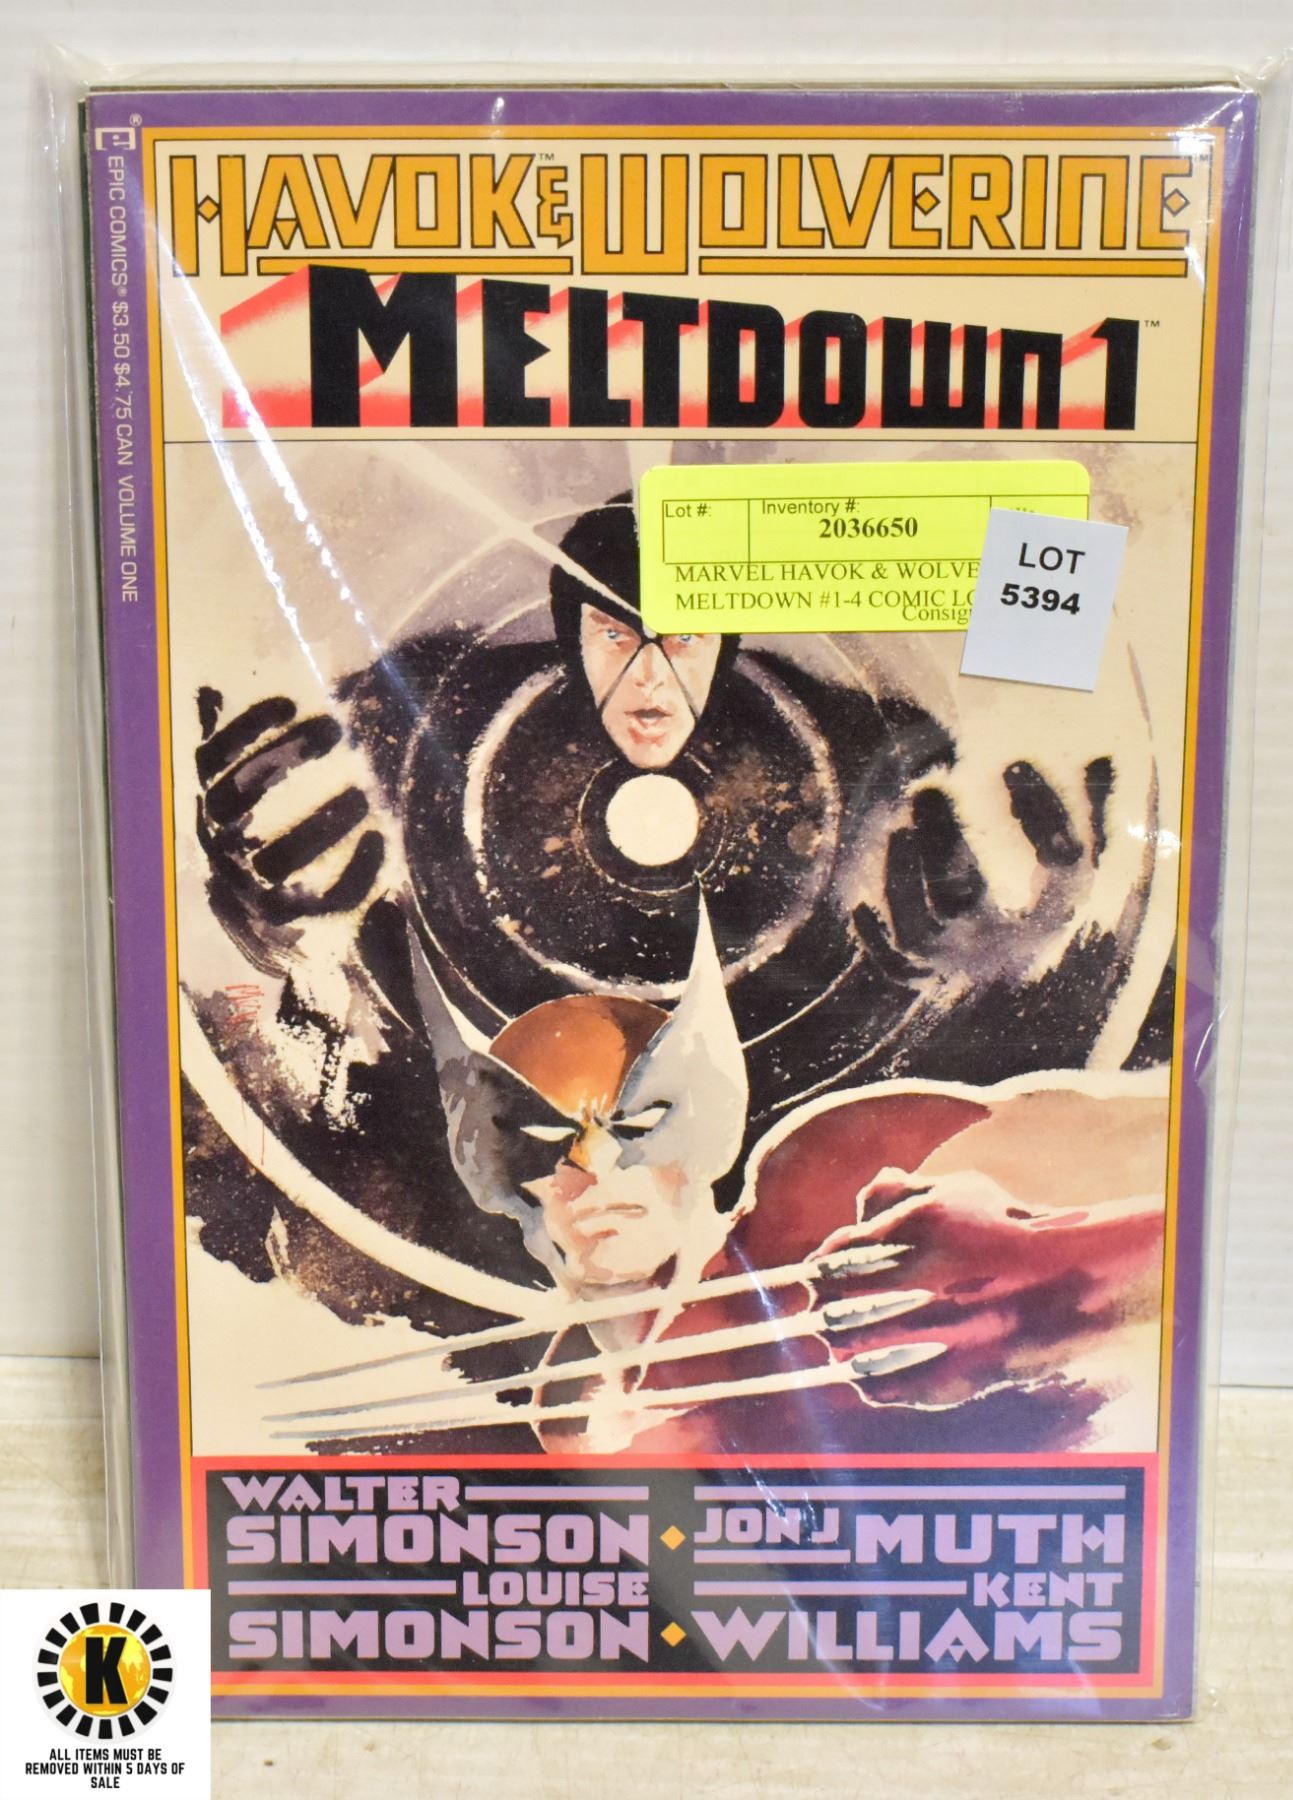 HAVOK & WOLVERINE
MELTDOWN 1
EPIC COMICS® $3.50 $4.75 CAN VOLUME ONE
Lot #:
Inventory #:
2036650
MARVEL HAVOK & WOLVE
MELTDOWN #1-4 COMIC LO
Consig
LOT
5394
WALTER
SIMONSON
LOUISE
SIMONSON
JON J MUTH
KENT
WILLIAMS
K
ALL ITEMS MUST BE
REMOVED WITHIN 5 DAYS OF
SALE